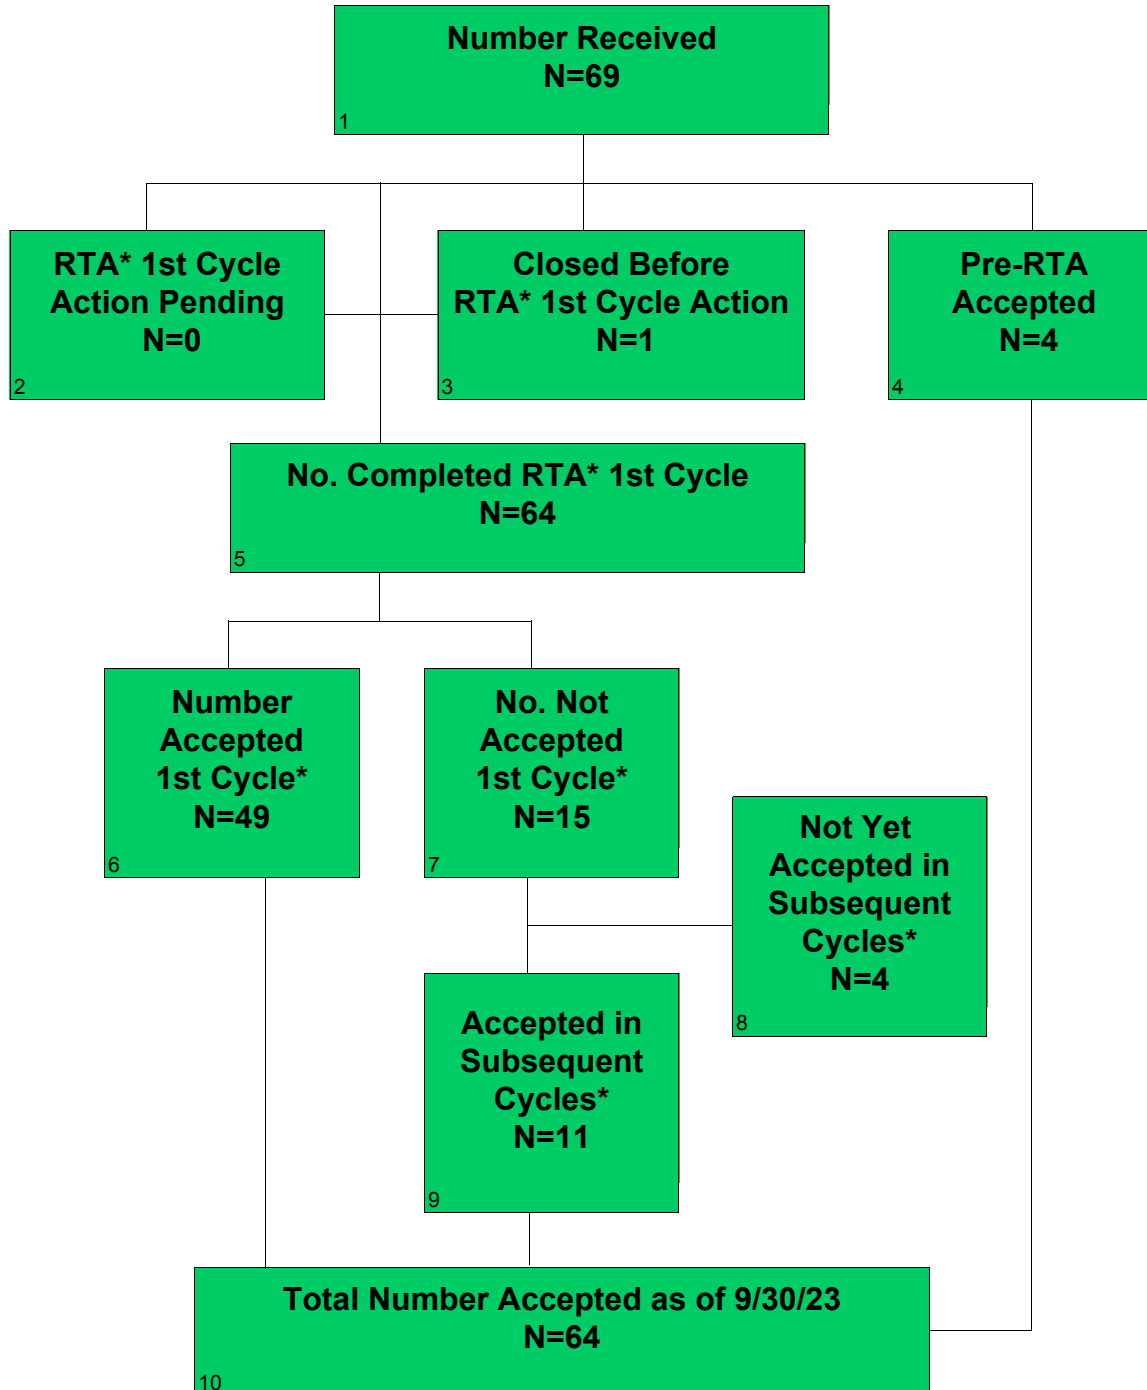 Number Received
N=69
1
RTA* 1st Cycle
Action Pending
N=0
2
Closed Before
RTA* 1st Cycle Action
N=1
3
Pre-RTA
Accepted
N=4
4
No. Completed RTA* 1st Cycle
N=64
5
Number
Accepted
1st Cycle*
N=49
6
No. Not
Accepted
1st Cycle*
N=15
7
Not Yet
Accepted in
Subsequent
Cycles*
N=4
8
Accepted in
Subsequent
Cycles*
N=11
9
Total Number Accepted as of 9/30/23
N=64
10